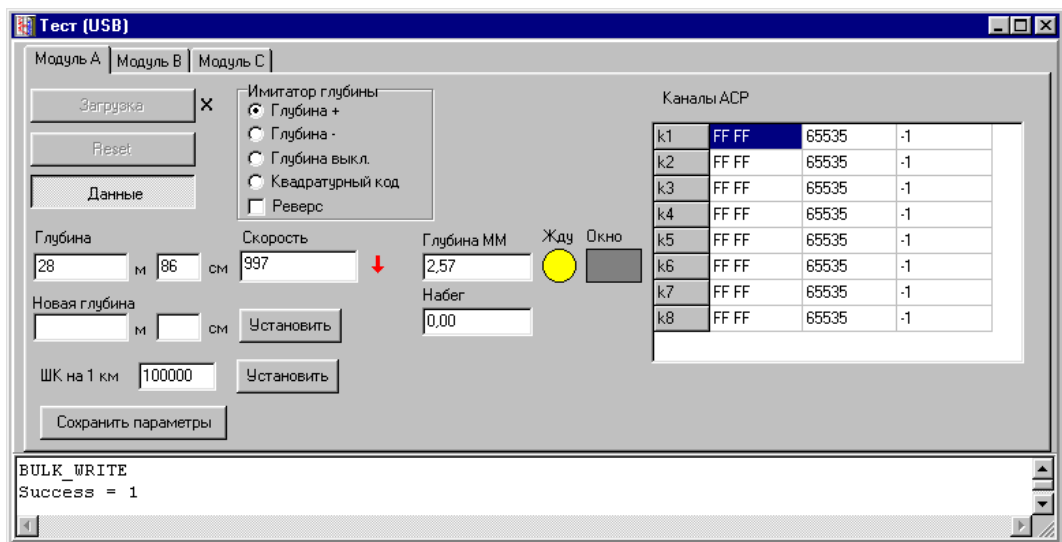 Тест (USB)
Модуль A Модуль B Модуль C
Загрузка X
Reset
Данные
Имитатор глубины
Глубина +
Глубина -
Глубина выкл.
Квадратурный код
Реверс
Глубина
28 м 86 см
Скорость
997
Глубина ММ
2,57
Жду Окно
Набег
0,00
Новая глубина
м см Установить
ШК на 1 км 100000 Установить
Сохранить параметры
Каналы АСР
k1 FF FF 65535 -1
k2 FF FF 65535 -1
k3 FF FF 65535 -1
k4 FF FF 65535 -1
k5 FF FF 65535 -1
k6 FF FF 65535 -1
k7 FF FF 65535 -1
k8 FF FF 65535 -1
BULK_WRITE
Success = 1